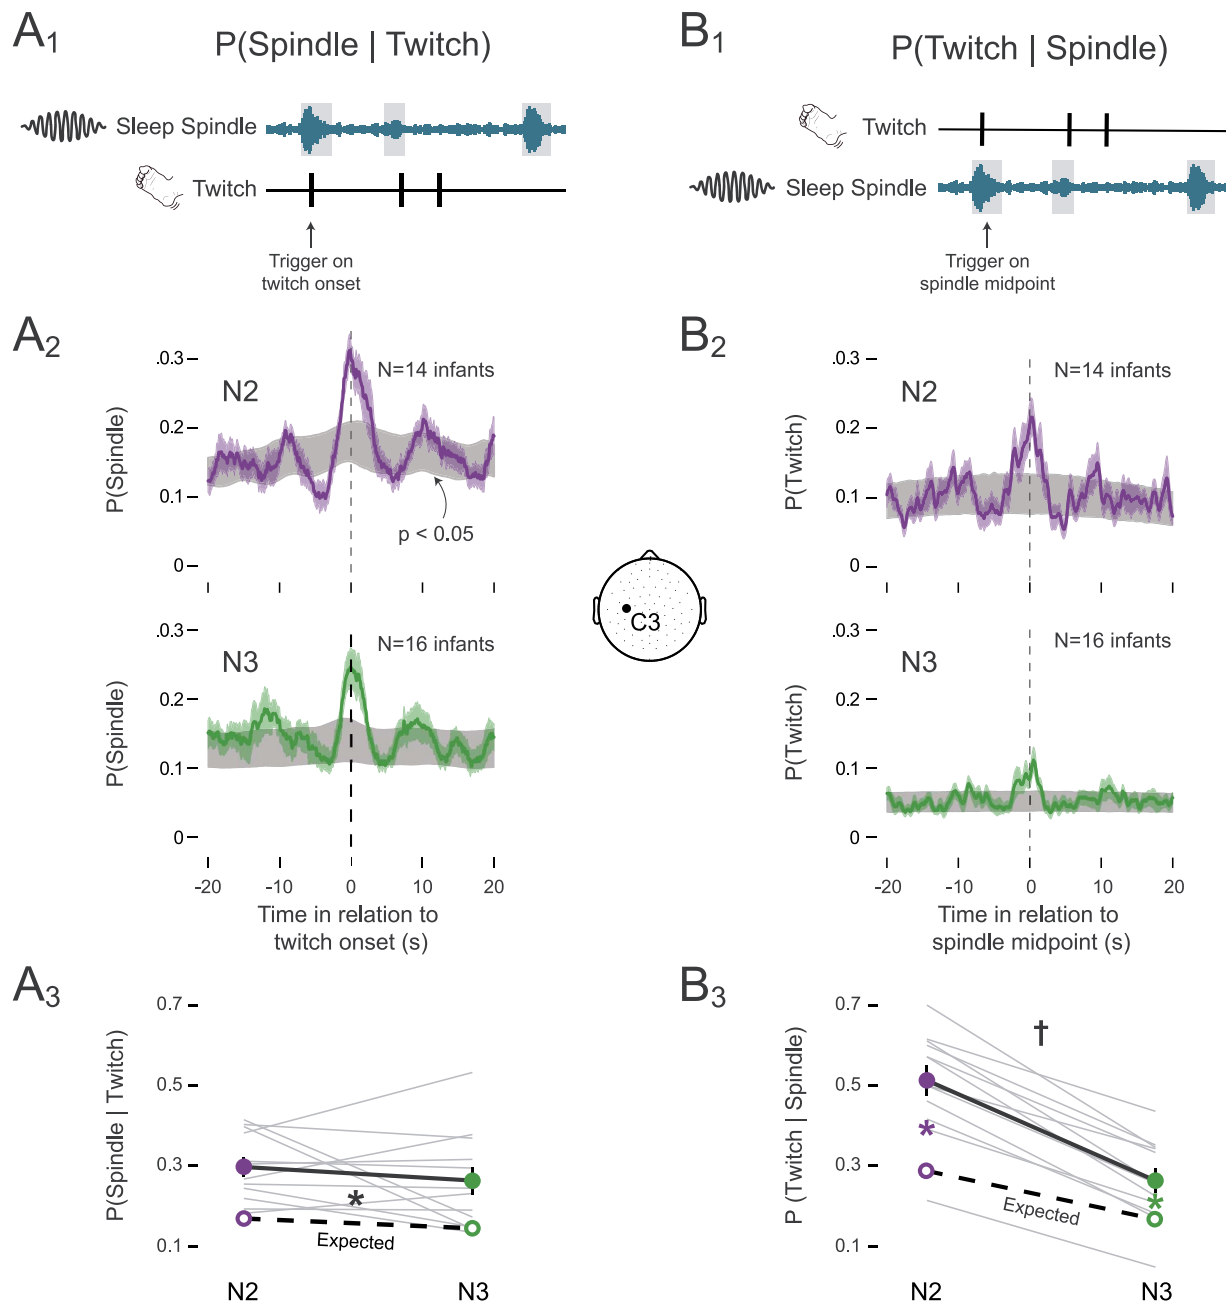 A1
P(Spindle | Twitch)
Sleep Spindle
Twitch
Trigger on
twitch onset
B1
P(Twitch | Spindle)
Twitch
Sleep Spindle
Trigger on
spindle midpoint
A2
P(Spindle)
.03
0.2
0.1
0
N2
N=14 infants
p < 0.05
P(Spindle)
0.3
0.2
0.1
0
N3
N=16 infants
-20
-10
0
10
20
Time in relation to
twitch onset (s)
C3
B2
P(Twitch)
.03
0.2
0.1
0
N2
N=14 infants
P(Twitch)
0.3
0.2
0.1
0
N3
N=16 infants
-20
-10
0
10
20
Time in relation to
spindle midpoint (s)
A3
P(Spindle | Twitch)
0.7
0.5
0.3
0.1
*
Expected
N2
N3
B3
P (Twitch | Spindle)
0.7
0.5
0.3
0.1
†
*
*
Expected
N2
N3